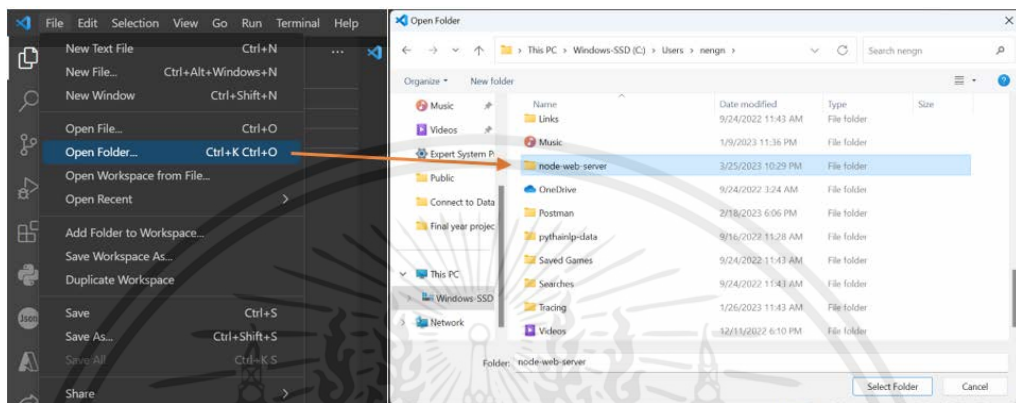 File Edit Selection View Go Run Terminal Help
New Text File Ctrl+N
New File... Ctrl+Alt+Windows+N
New Window Ctrl+Shift+N
Open File... Ctrl+O
Open Folder... Ctrl+K Ctrl+O
Open Workspace from File...
Open Recent
Add Folder to Workspace...
Save Workspace As...
Duplicate Workspace
Save Ctrl+S
Save As... Ctrl+Shift+S
Save All Ctrl+K S
Share
Json
Open Folder
This PC > Windows-SSD (C:) > Users > nengn >
Search nengn
Organize New folder
Music
Videos
Expert System P
Public
Connect to Data
Final year projec
This PC
Windows-SSD
Network
Name Date modified Type Size
Links 9/24/2022 11:43 AM File folder
Music 1/9/2023 11:36 PM File folder
node-web-server 3/25/2023 10:29 PM File folder
OneDrive 9/24/2022 3:24 AM File folder
Postman 2/18/2023 6:06 PM File folder
pythainlp-data 9/16/2022 11:28 AM File folder
Saved Games 9/24/2022 11:43 AM File folder
Searches 9/24/2022 11:43 AM File folder
Tracing 1/26/2023 11:43 AM File folder
Videos 12/11/2022 6:10 PM File folder
Folder: node-web-server
Select Folder Cancel